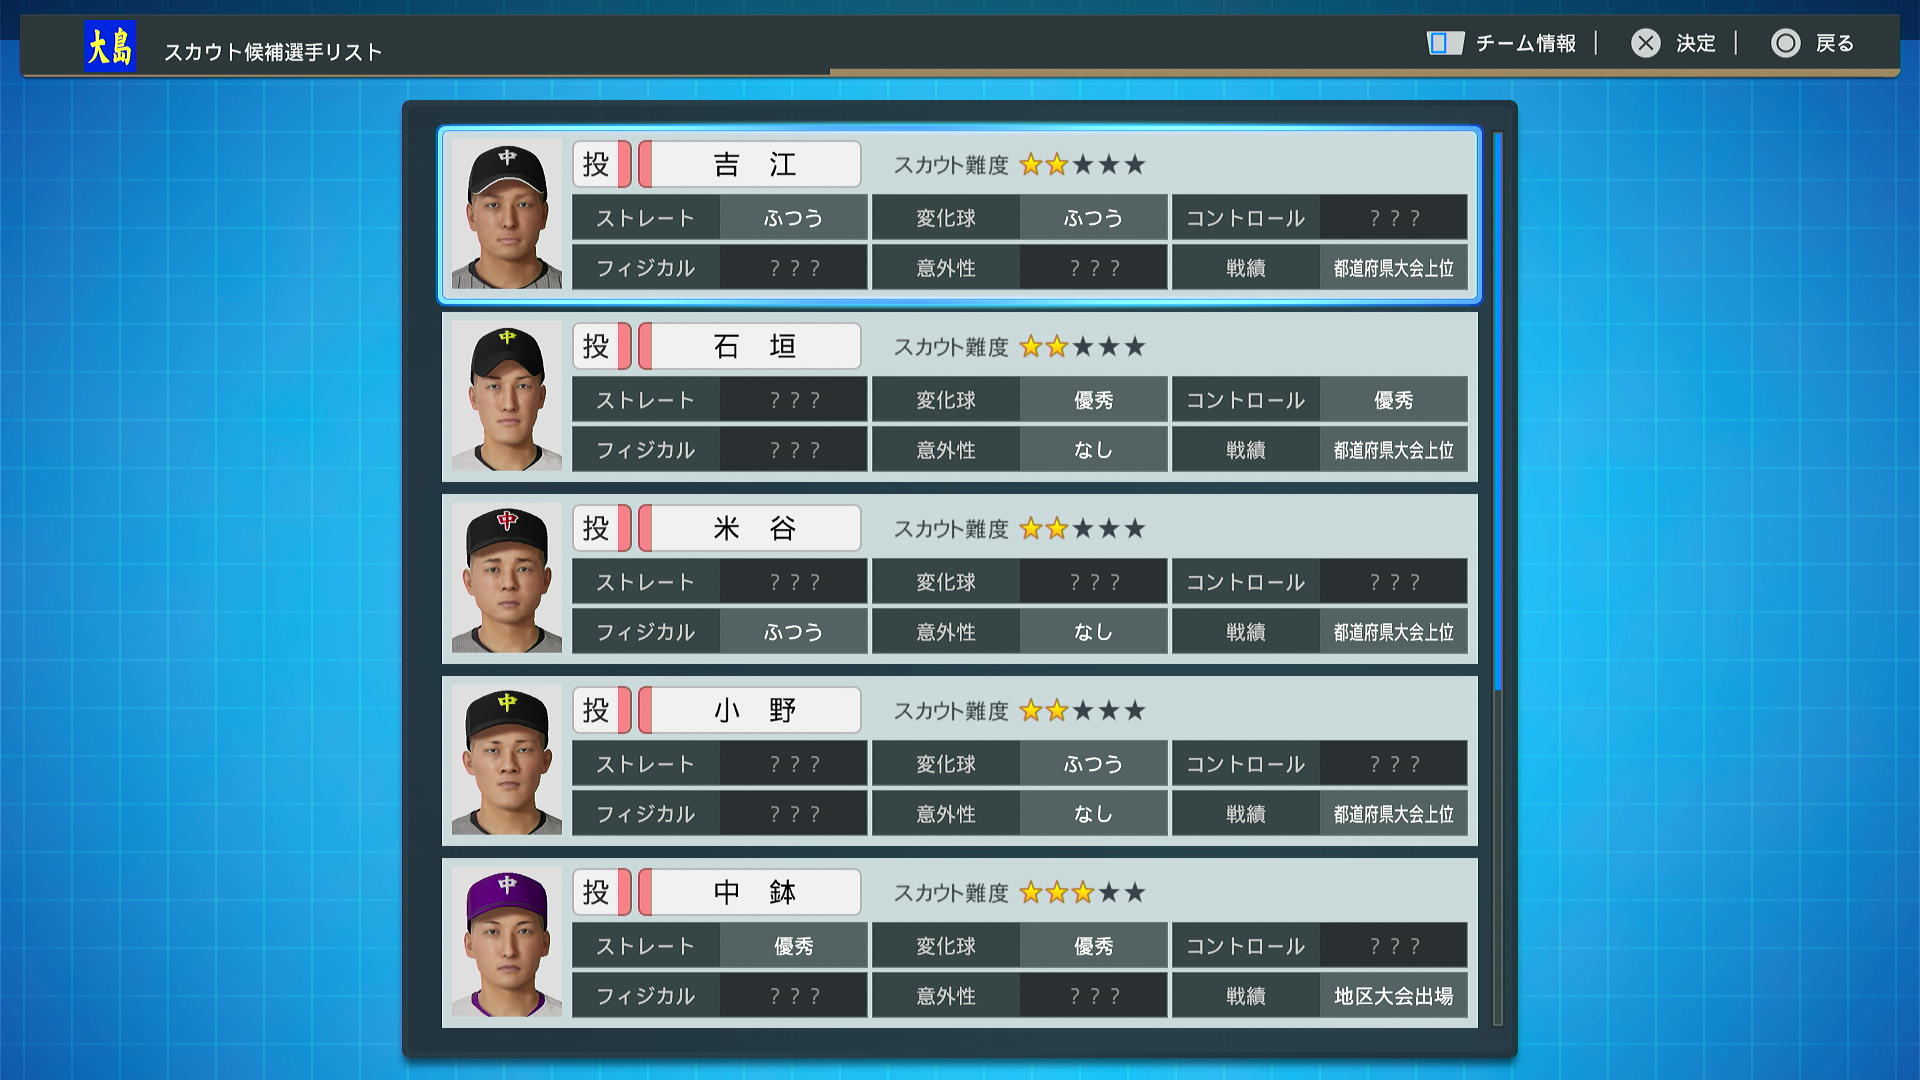 大島 スカウト候補選手リスト チーム情報 決定 戻る
中
投 吉 江 スカウト難度 ★★★★★
ストレート ふつう 変化球 ふつう コントロール ???
フィジカル ??? 意外性 ??? 戦績 都道府県大会上位
中
投 石 垣 スカウト難度 ★★★★★
ストレート ??? 変化球 優秀 コントロール 優秀
フィジカル ??? 意外性 なし 戦績 都道府県大会上位
中
投 米 谷 スカウト難度 ★★★★★
ストレート ??? 変化球 ??? コントロール ???
フィジカル ふつう 意外性 なし 戦績 都道府県大会上位
中
投 小 野 スカウト難度 ★★★★★
ストレート ??? 変化球 ふつう コントロール ???
フィジカル ??? 意外性 なし 戦績 都道府県大会上位
中
投 中 鉢 スカウト難度 ★★★★★
ストレート 優秀 変化球 優秀 コントロール ???
フィジカル ??? 意外性 ??? 戦績 地区大会出場